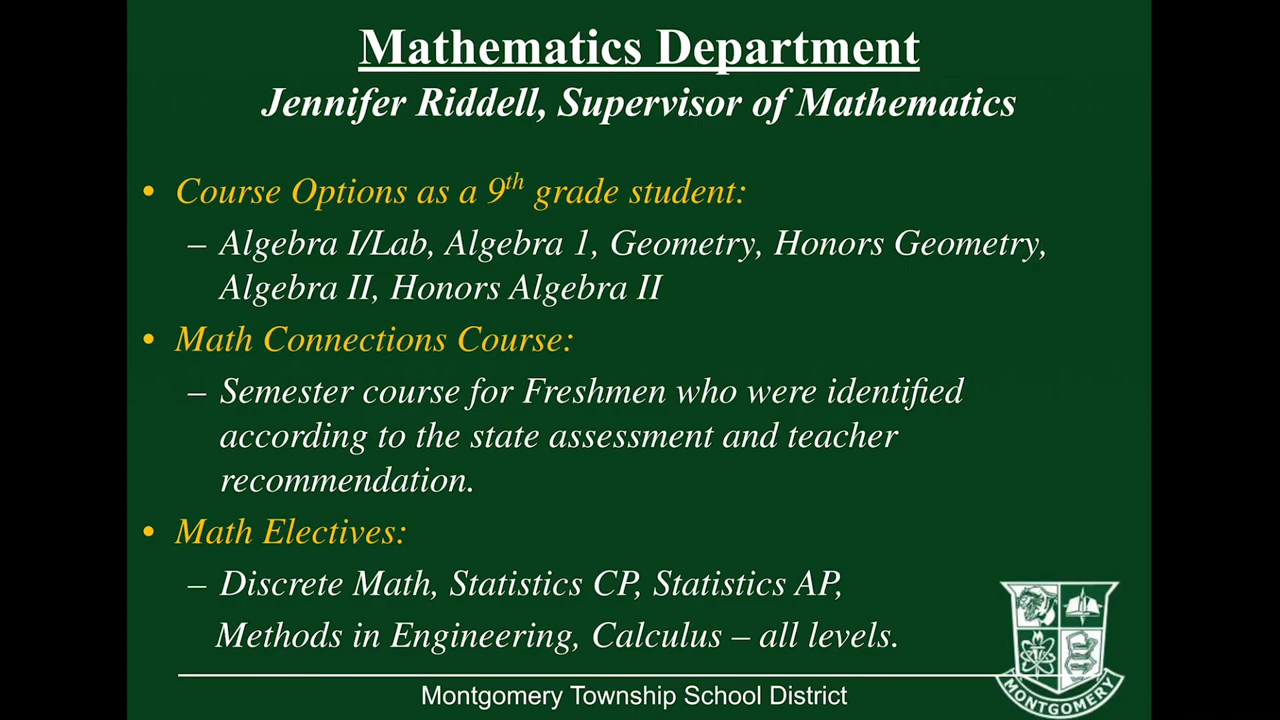 Mathematics Department
Jennifer Riddell, Supervisor of Mathematics
• Course Options as a 9th grade student:
– Algebra I/Lab, Algebra 1, Geometry, Honors Geometry,
Algebra II, Honors Algebra II
• Math Connections Course:
– Semester course for Freshmen who were identified
according to the state assessment and teacher
recommendation.
• Math Electives:
– Discrete Math, Statistics CP, Statistics AP,
Methods in Engineering, Calculus – all levels.
MONTGOMERY
Montgomery Township School District